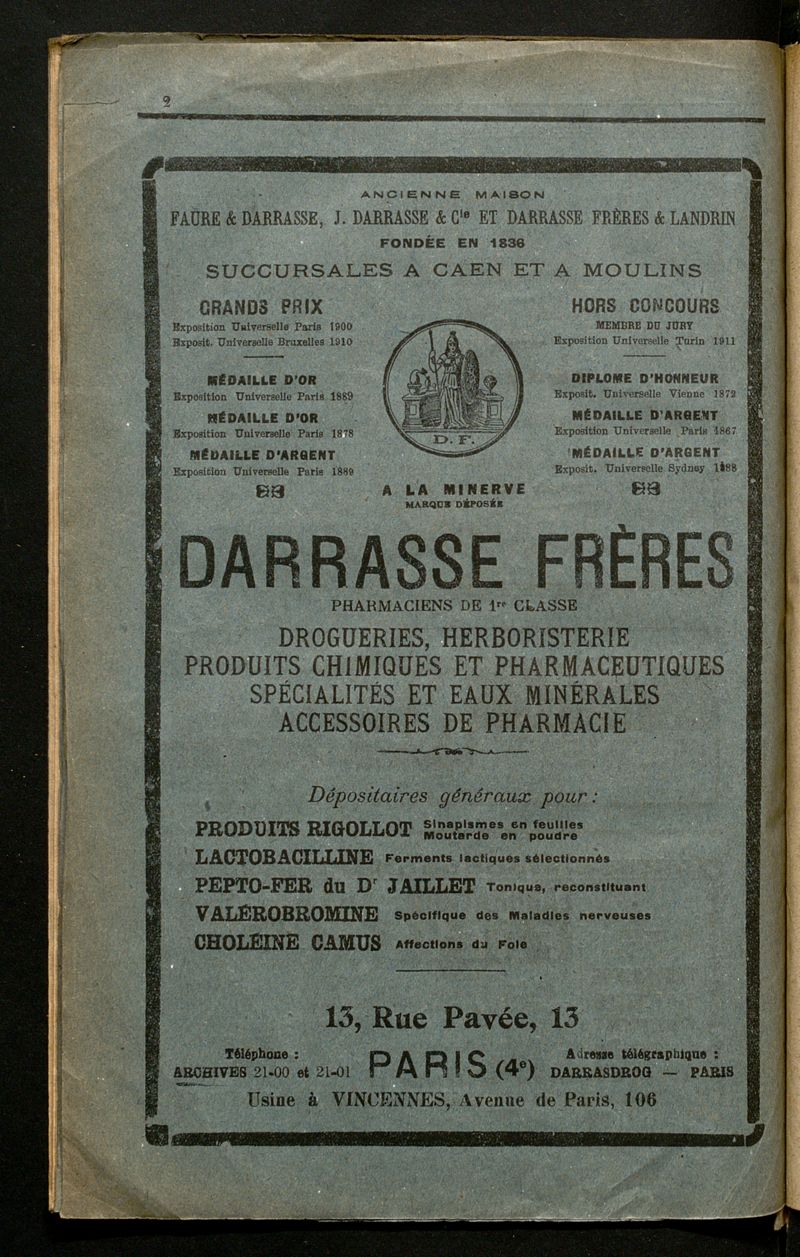 2
ANCIENNE MAISON
FAURE & DARRASSE, J. DARRASSE & Cie ET DARRASSE FRÈRES & LANDRIN
FONDÉE EN 1836
SUCCURSALES A CAEN ET A MOULINS
GRANDS PRIX
Exposition Universelle Paris 1900
Exposit. Universelle Bruxelles 1910
MÉDAILLE D'OR
Exposition Universelle Paris 1889
MÉDAILLE D'OR
Exposition Universelle Paris 1878
MÉDAILLE D'ARGENT
Exposition Universelle Paris 1889
D. F.
A LA MINERVE
MARQUE DÉPOSÉE
HORS CONCOURS
MEMBRE DU JURY
Exposition Universelle Turin 1911
DIPLOME D'HONNEUR
Exposit. Universelle Vienne 1872
MÉDAILLE D'ARGENT
Exposition Universelle Paris 1867
MÉDAILLE D'ARGENT
Exposit. Universelle Sydney
DARRASSE FRÈRES
PHARMACIENS DE 1re CLASSE
DROGUERIES, HERBORISTERIE
PRODUITS CHIMIQUES ET PHARMACEUTIQUES
SPÉCIALITÉS ET EAUX MINÉRALES
ACCESSOIRES DE PHARMACIE
Dépositaires généraux pour :
PRODUITS RIGOLLOT Sinapismes en feuilles
Moutarde en poudre
LACTOBACILLINE Ferments lactiques sélectionnés
PEPTO-FER du Dr JAILLET Tonique, reconstituant
VALÉROBROMINE Spécifique des Maladies nerveuses
CHOLÉINE CAMUS Affections du Foie
13, Rue Pavée, 13
Téléphone :
ARCHIVES 21-00 et 21-01
PARIS (4e)
Adresse télégraphique :
DARRASDROG — PARIS
Usine à VINCENNES, Avenue de Paris, 106